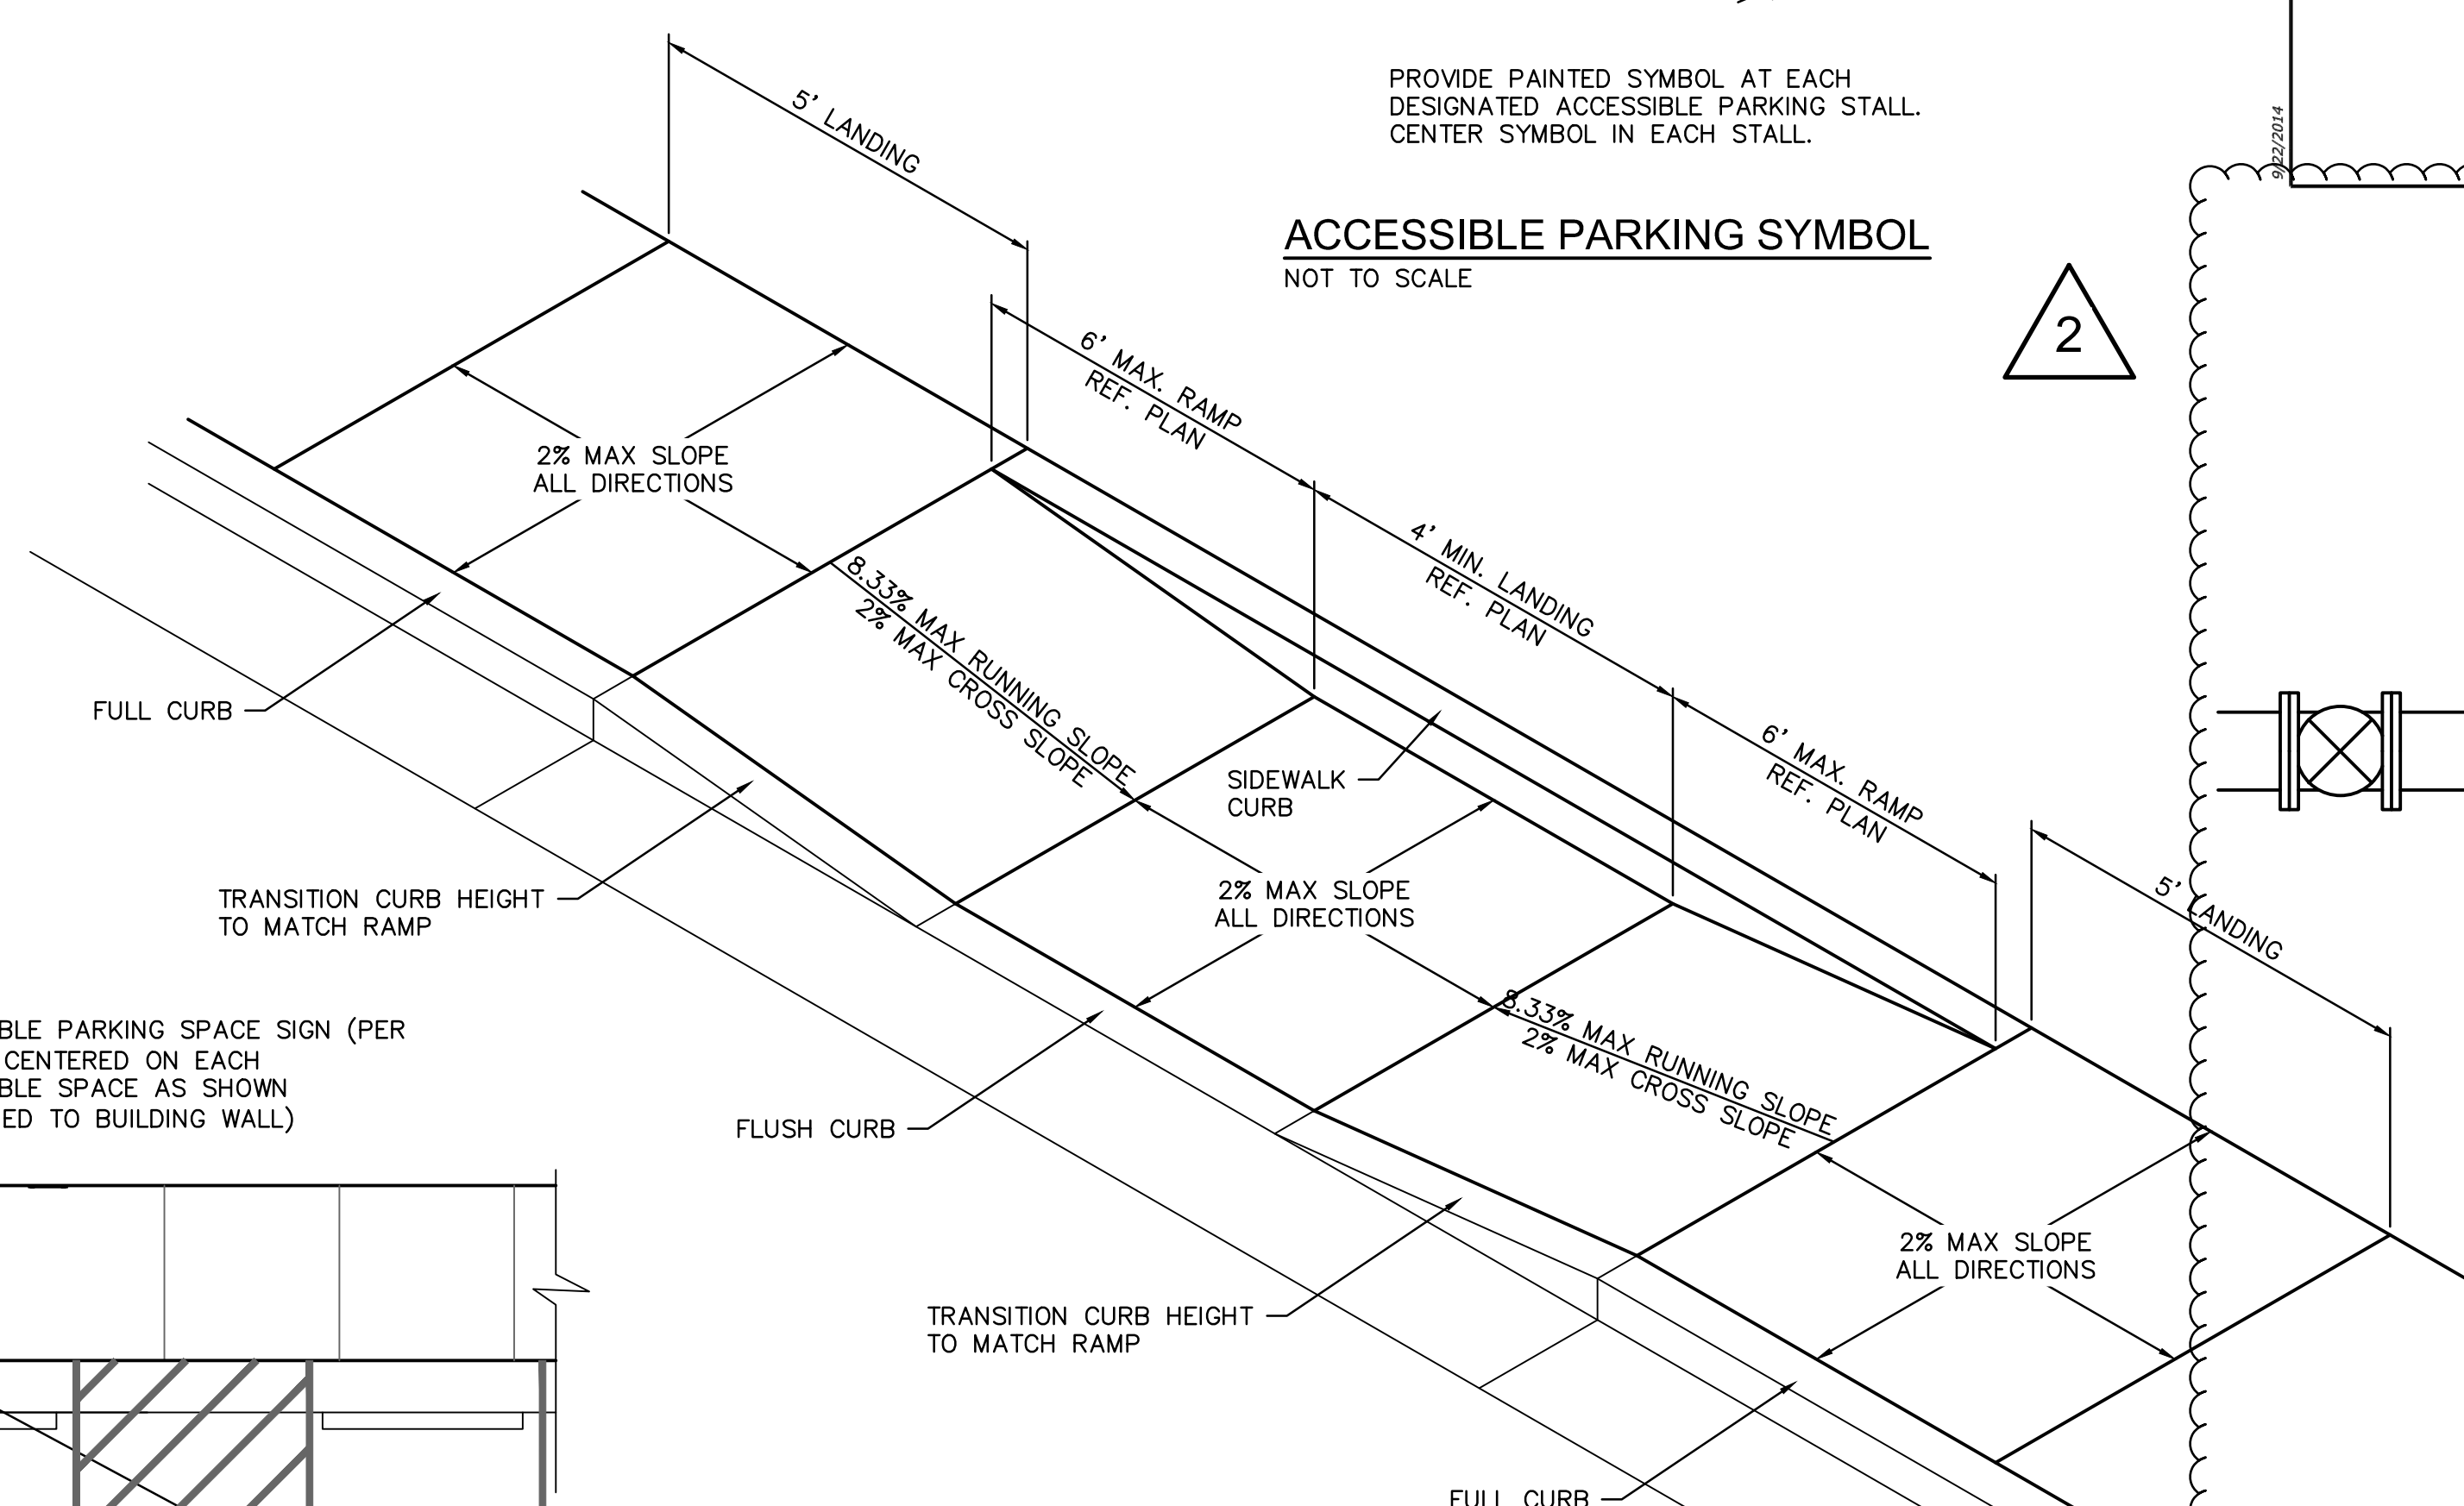 5' LANDING
PROVIDE PAINTED SYMBOL AT EACH
DESIGNATED ACCESSIBLE PARKING STALL.
CENTER SYMBOL IN EACH STALL.
9/22/2014
ACCESSIBLE PARKING SYMBOL
NOT TO SCALE
2
6' MAX. RAMP
REF. PLAN
2% MAX SLOPE
ALL DIRECTIONS
4' MIN. LANDING
REF. PLAN
8.33% MAX RUNNING SLOPE
2% MAX CROSS SLOPE
FULL CURB
SIDEWALK
CURB
6' MAX. RAMP
REF. PLAN
5' LANDING
TRANSITION CURB HEIGHT
TO MATCH RAMP
2% MAX SLOPE
ALL DIRECTIONS
8.33% MAX RUNNING SLOPE
2% MAX CROSS SLOPE
BLE PARKING SPACE SIGN (PER
CENTERED ON EACH
BLE SPACE AS SHOWN
ED TO BUILDING WALL)
FLUSH CURB
2% MAX SLOPE
ALL DIRECTIONS
TRANSITION CURB HEIGHT
TO MATCH RAMP
FULL CURB